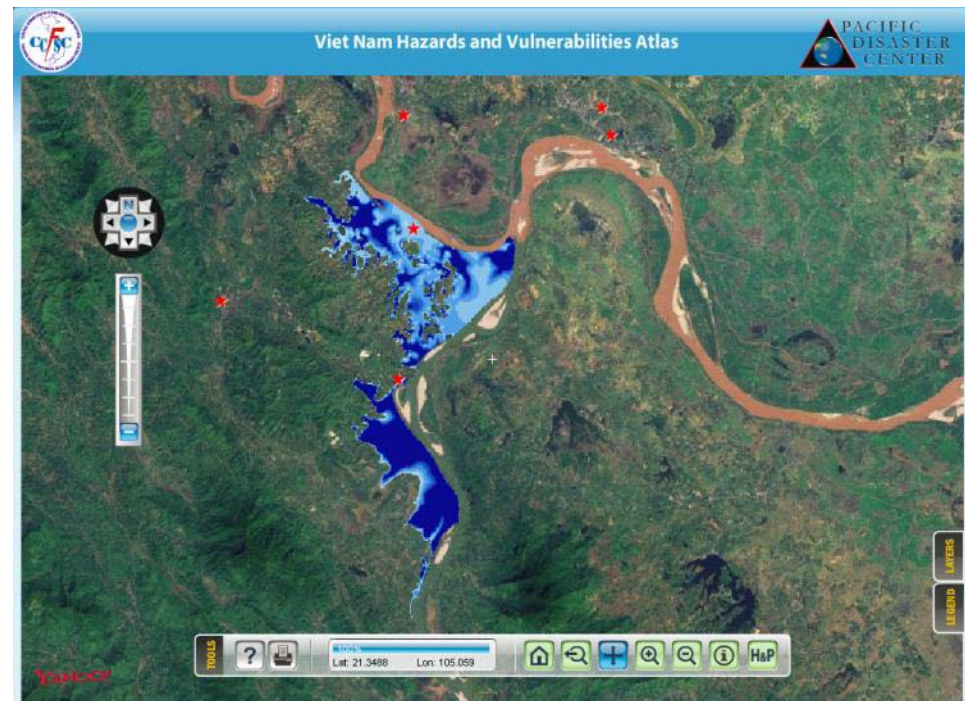 CCFSC
Viet Nam Hazards and Vulnerabilities Atlas
PACIFIC
DISASTER
CENTER
N
LAYERS
LEGEND
TOOLS
?
100%
Lat: 21.3488 Lon: 105.059
H&P
YAHOO!